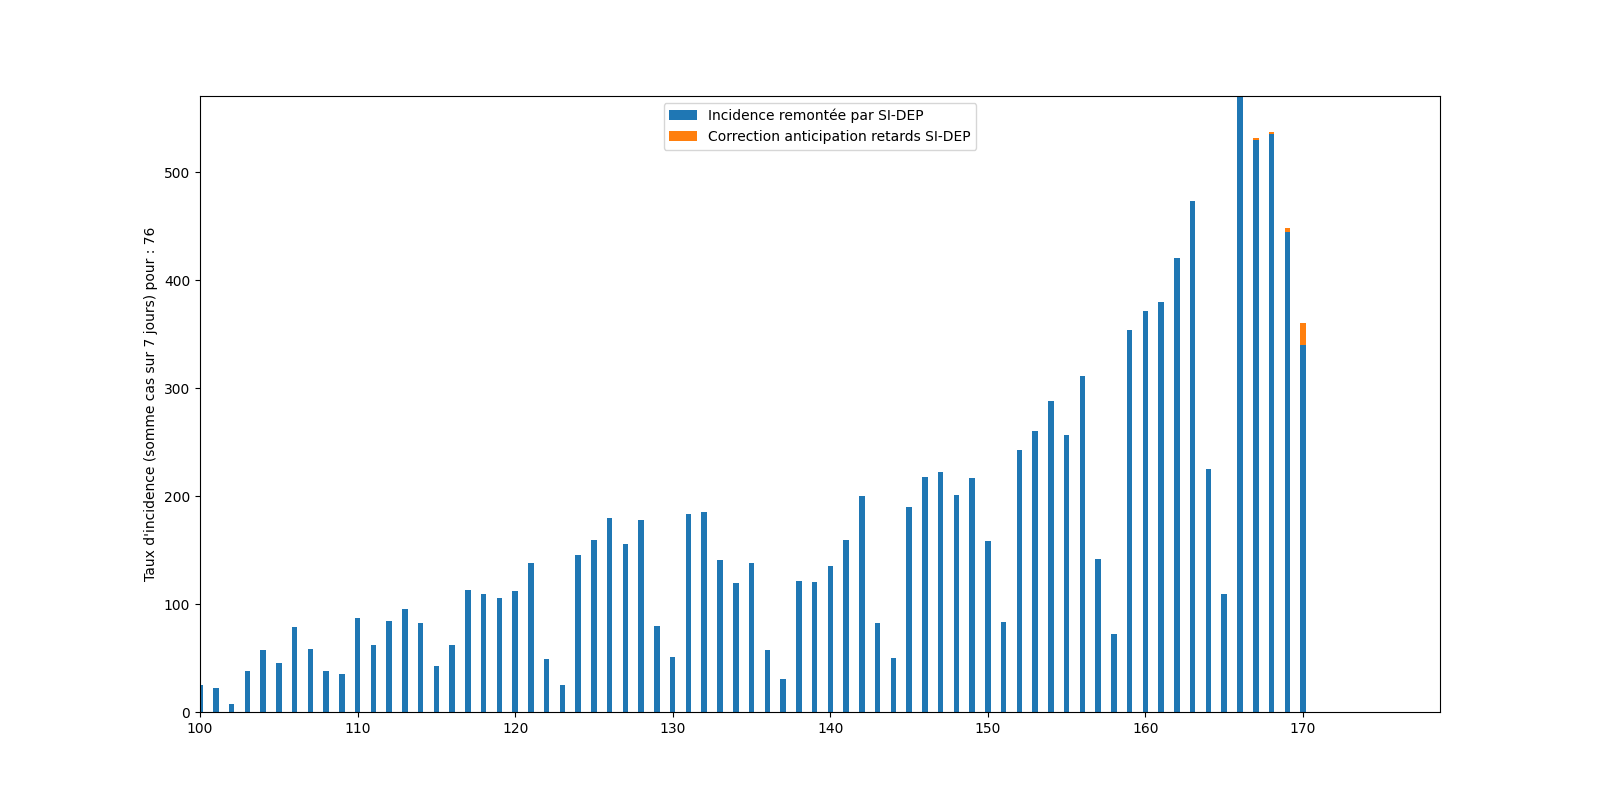 Incidence remontée par SI-DEP
Correction anticipation retards SI-DEP
Taux d'incidence (somme cas sur 7 jours) pour : 76
500
400
300
200
100
0
100 110 120 130 140 150 160 170